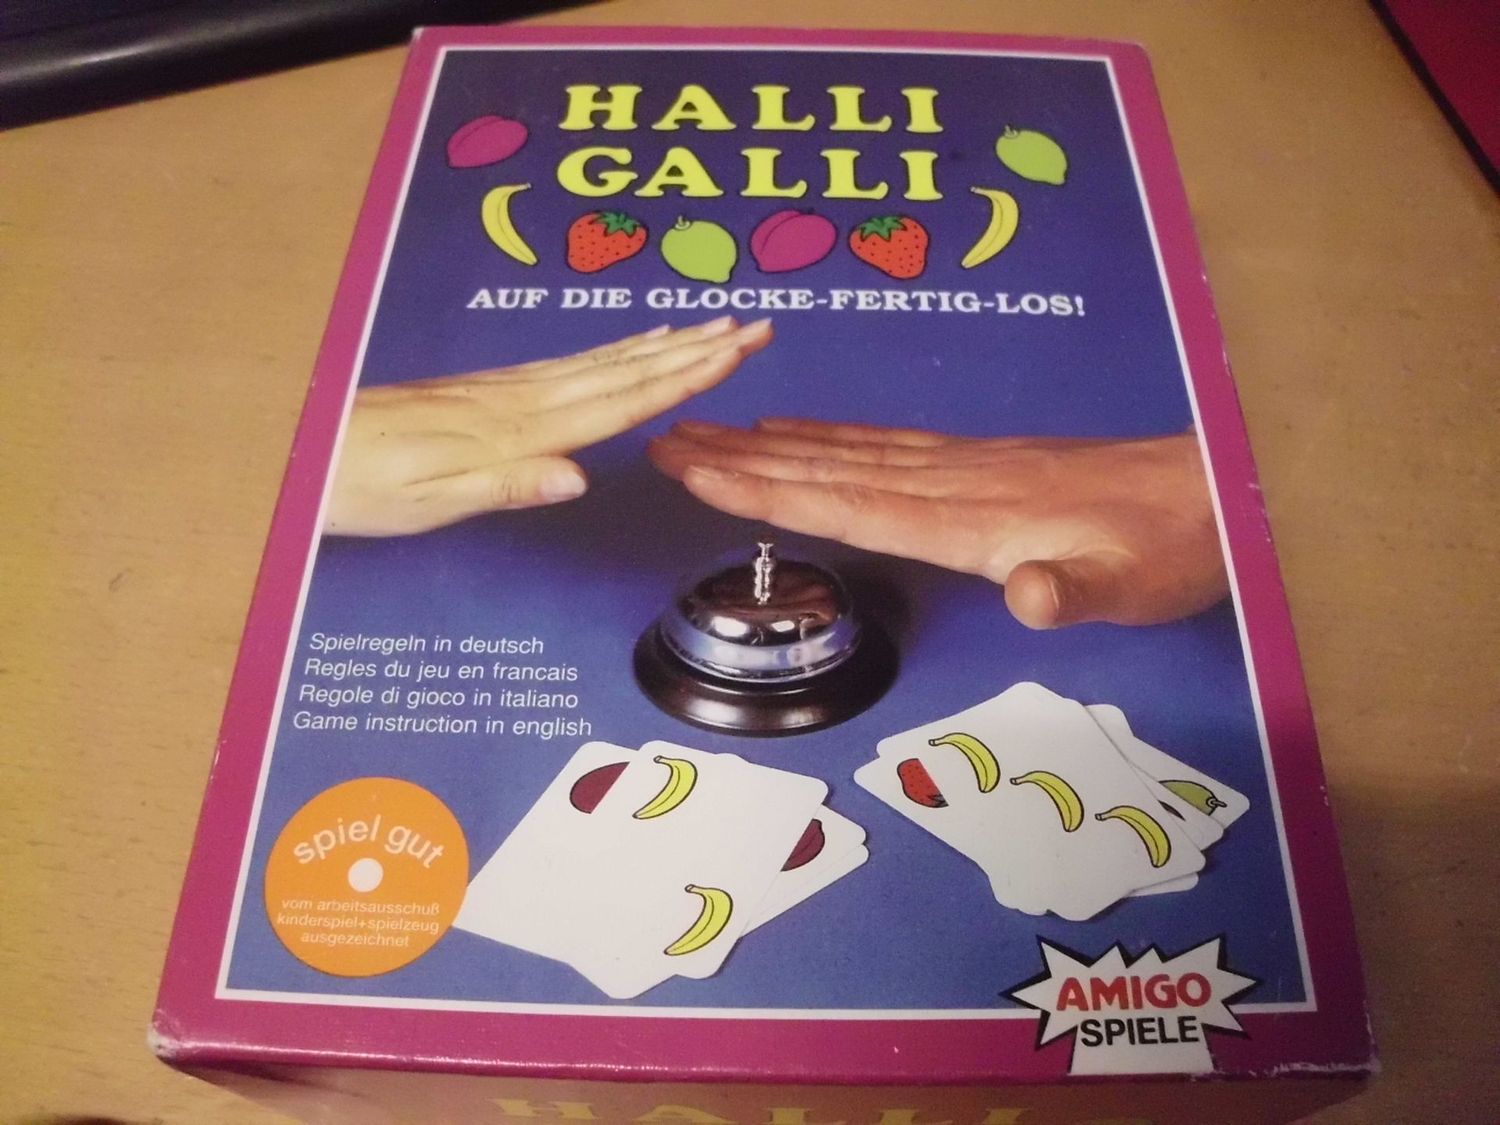 HALLI
GALLI
AUF DIE GLOCKE-FERTIG-LOS!
Spielregeln in deutsch
Regles du jeu en francais
Regole di gioco in italiano
Game instruction in english
spiel gut
vom arbeitsausschuß
kinderspiel+spielzeug
ausgezeichnet
AMIGO
SPIELE
HALLI